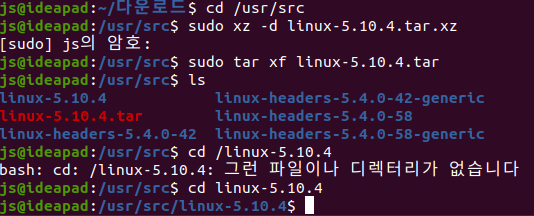 js@ideapad:~/다운로드$ cd /usr/src
js@ideapad:/usr/src$ sudo xz -d linux-5.10.4.tar.xz
[sudo] js의 암호:
js@ideapad:/usr/src$ sudo tar xf linux-5.10.4.tar
js@ideapad:/usr/src$ ls
linux-5.10.4 linux-headers-5.4.0-42-generic
linux-5.10.4.tar linux-headers-5.4.0-58
linux-headers-5.4.0-42 linux-headers-5.4.0-58-generic
js@ideapad:/usr/src$ cd /linux-5.10.4
bash: cd: /linux-5.10.4: 그런 파일이나 디렉터리가 없습니다
js@ideapad:/usr/src$ cd linux-5.10.4
js@ideapad:/usr/src/linux-5.10.4$